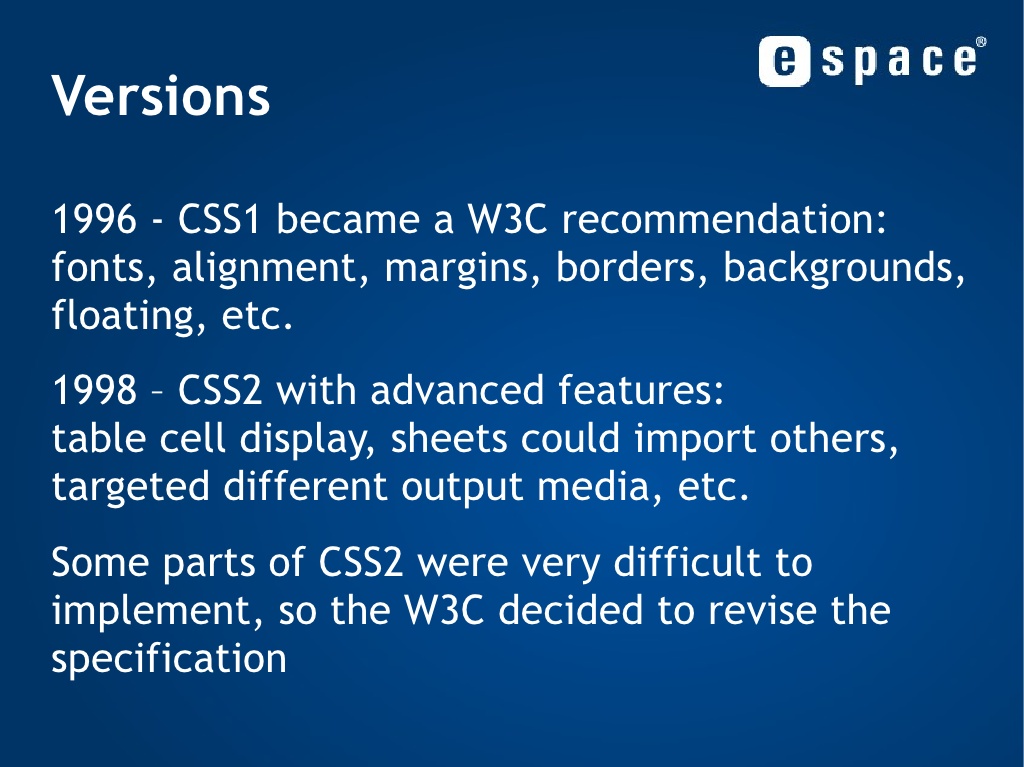 e space®
Versions
1996 - CSS1 became a W3C recommendation:
fonts, alignment, margins, borders, backgrounds,
floating, etc.
1998 – CSS2 with advanced features:
table cell display, sheets could import others,
targeted different output media, etc.
Some parts of CSS2 were very difficult to
implement, so the W3C decided to revise the
specification